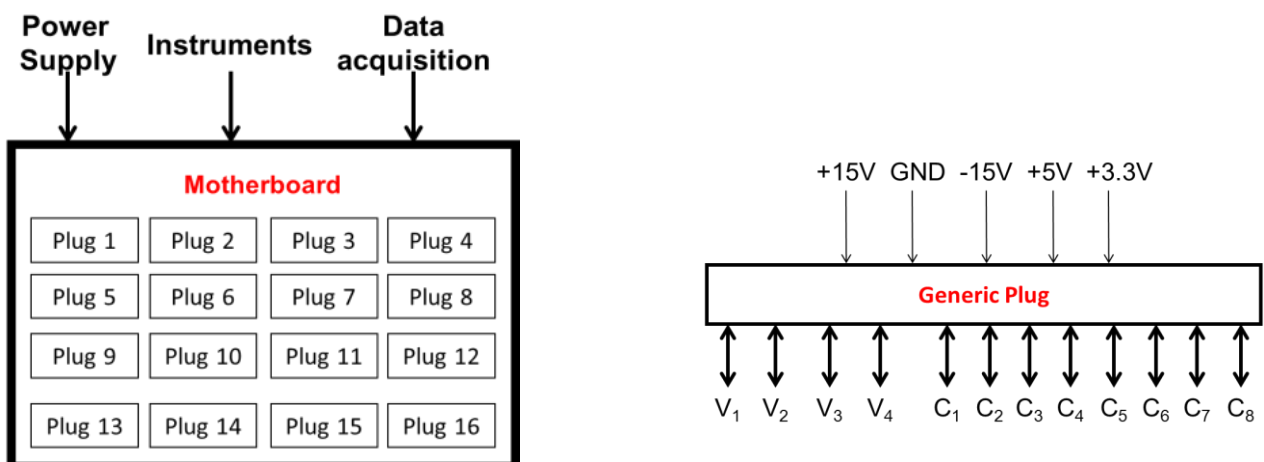 Power
Supply
Instruments
Data
acquisition
Motherboard
Plug 1 Plug 2 Plug 3 Plug 4
Plug 5 Plug 6 Plug 7 Plug 8
Plug 9 Plug 10 Plug 11 Plug 12
Plug 13 Plug 14 Plug 15 Plug 16
+15V GND -15V +5V +3.3V
Generic Plug
V₁ V₂ V₃ V₄ C₁ C₂ C₃ C₄ C₅ C₆ C₇ C₈